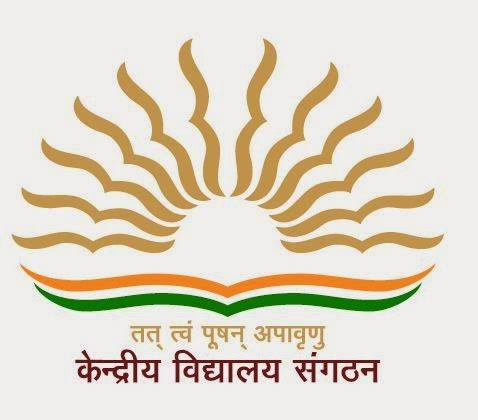 तत् त्वं पूषन् अपावृणु
केन्द्रीय विद्यालय संगठन